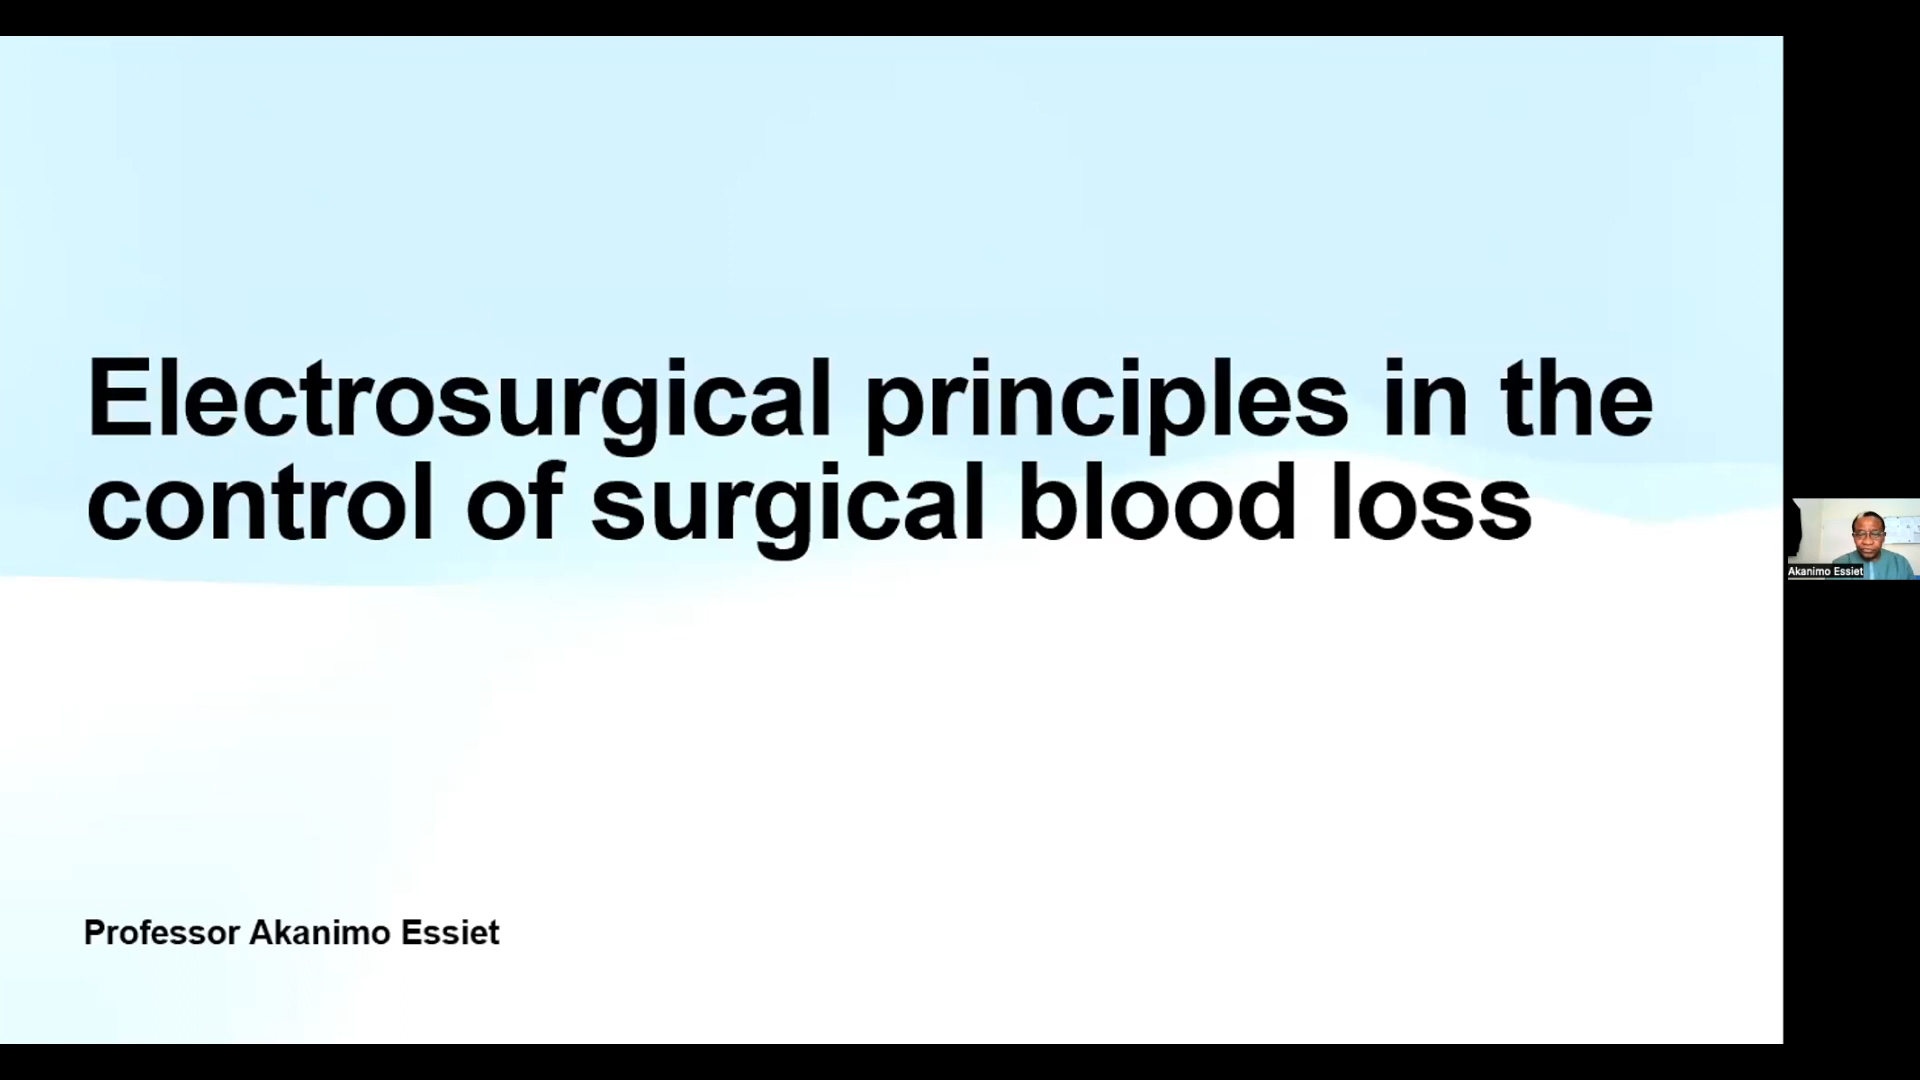 Electrosurgical principles in the
control of surgical blood loss
Professor Akanimo Essiet
Akanimo Essiet